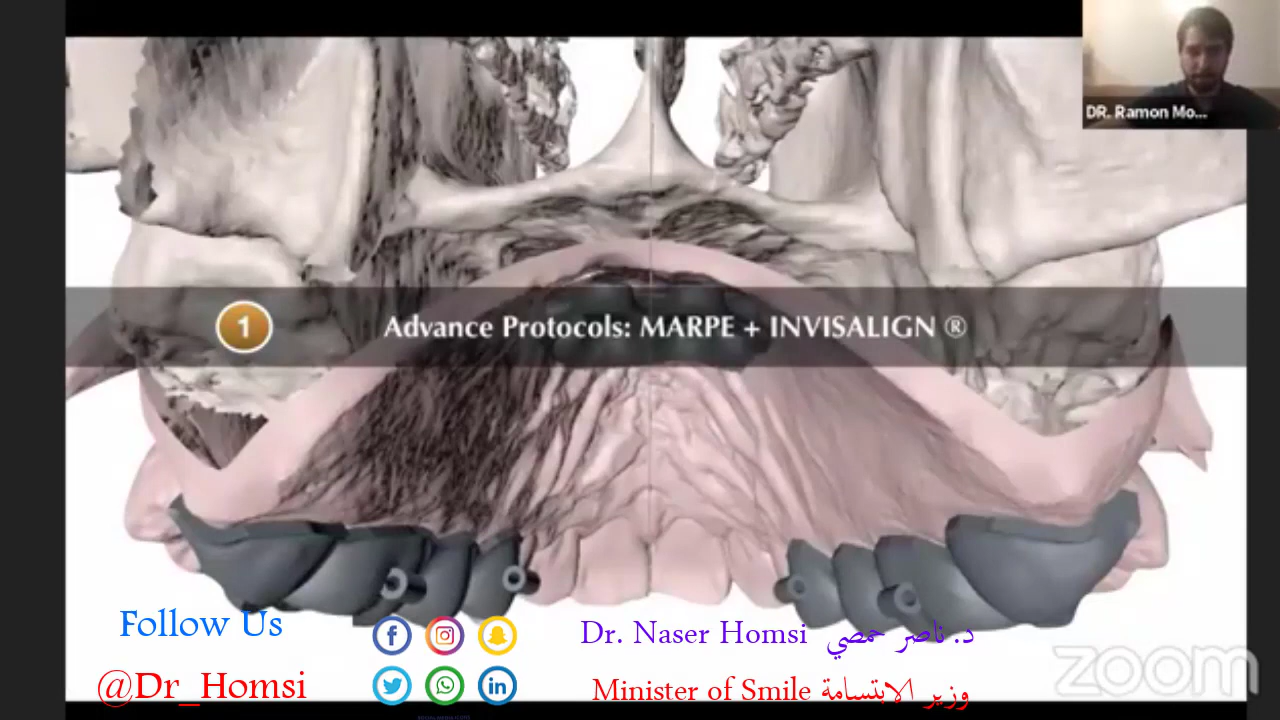 DR. Ramon Mo...
1
Advance Protocols: MARPE + INVISALIGN ®
Follow Us
@Dr_Homsi
Dr. Naser Homsi د. ناصر حمصي
Minister of Smile وزير الابتسامة
zoom